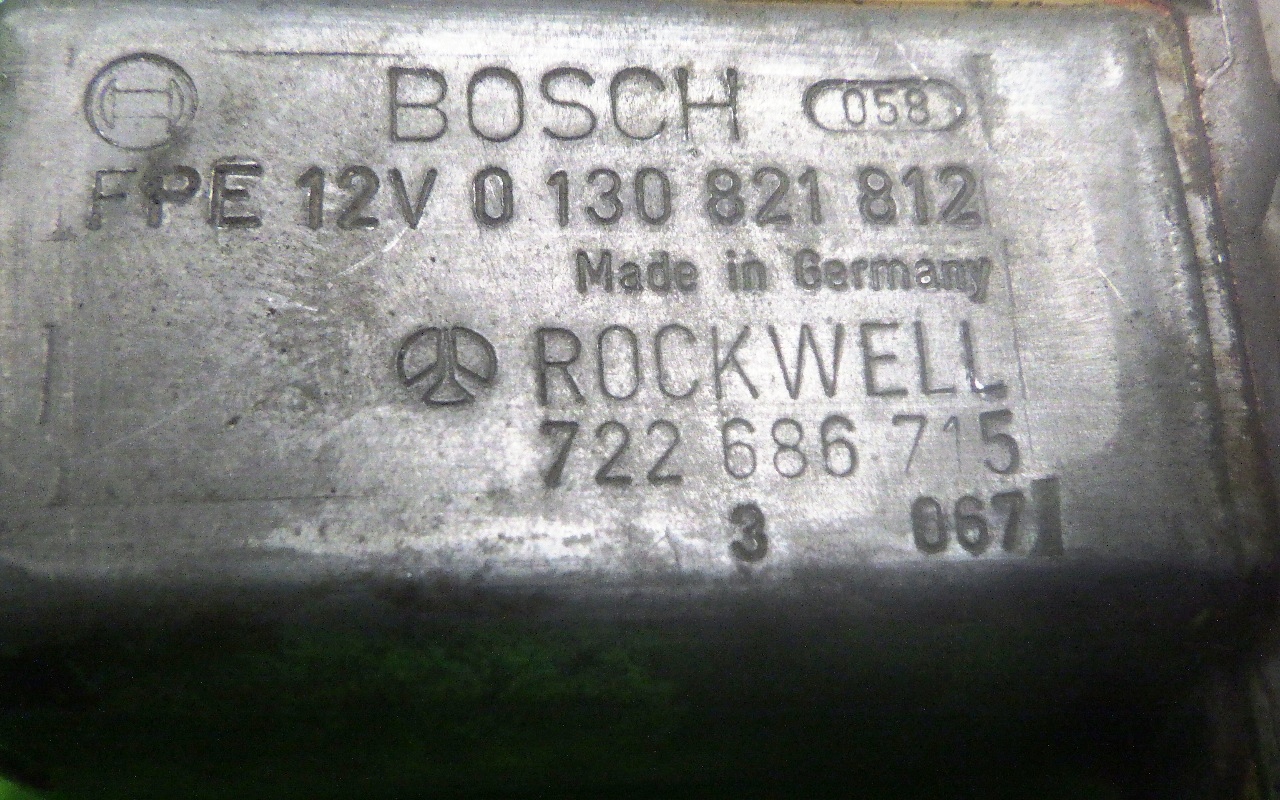 BOSCH 058
FPE 12V 0 130 821 812
Made in Germany
ROCKWELL
722 686 715
3 067